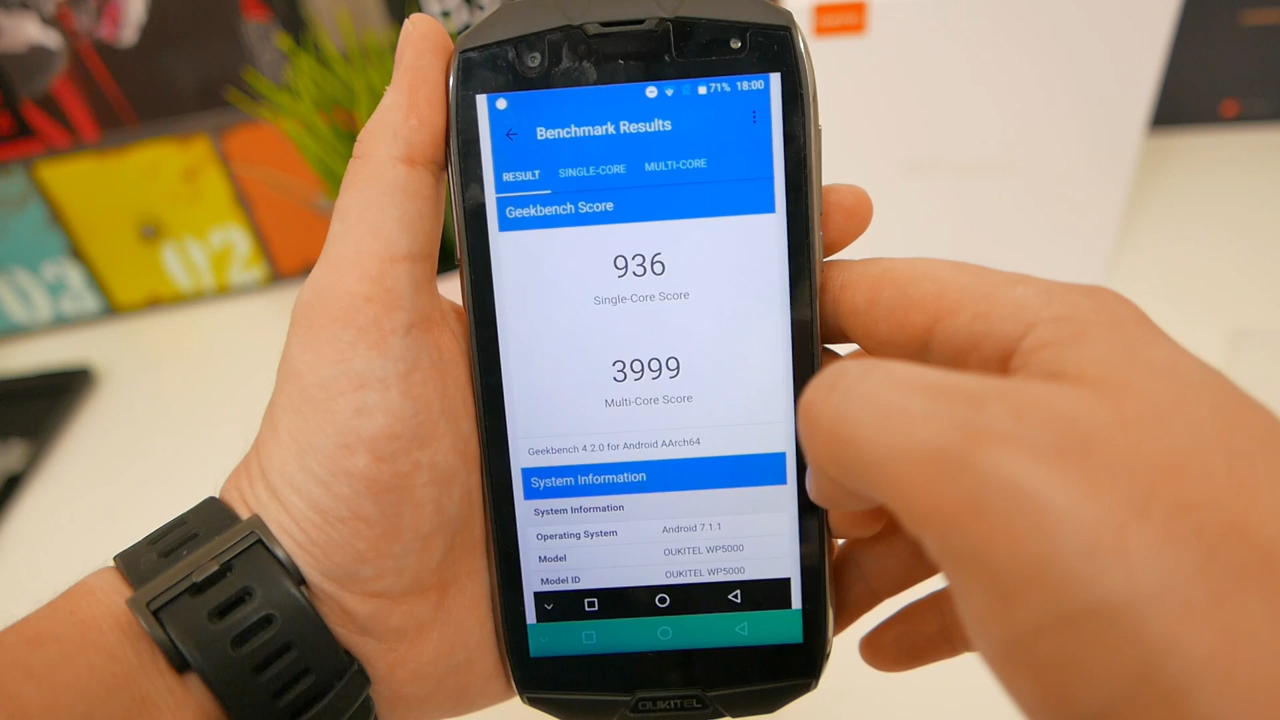 71% 18:00
Benchmark Results
RESULT SINGLE-CORE MULTI-CORE
Geekbench Score
936
Single-Core Score
3999
Multi-Core Score
Geekbench 4.2.0 for Android AArch64
System Information
System Information
Operating System Android 7.1.1
Model OUKITEL WP5000
Model ID OUKITEL WP5000
OUKITEL
03
02